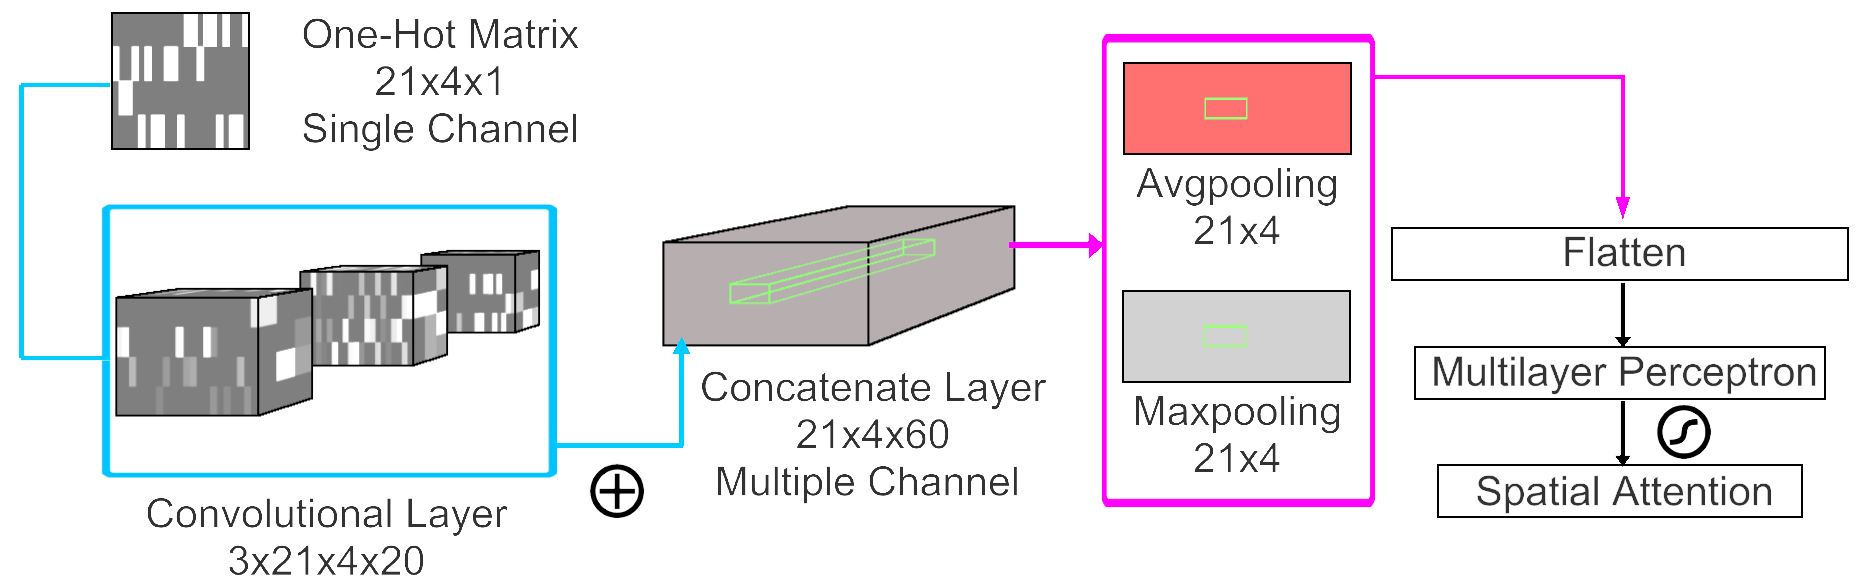 One-Hot Matrix
21x4x1
Single Channel
Convolutional Layer
3x21x4x20
Concatenate Layer
21x4x60
Multiple Channel
Avgpooling
21x4
Maxpooling
21x4
Flatten
Multilayer Perceptron
Spatial Attention